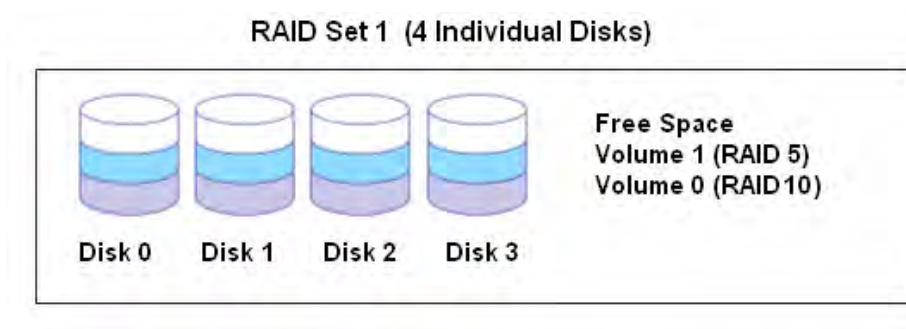 RAID Set 1 (4 Individual Disks)
Free Space
Volume 1 (RAID 5)
Volume 0 (RAID10)
Disk 0 Disk 1 Disk 2 Disk 3